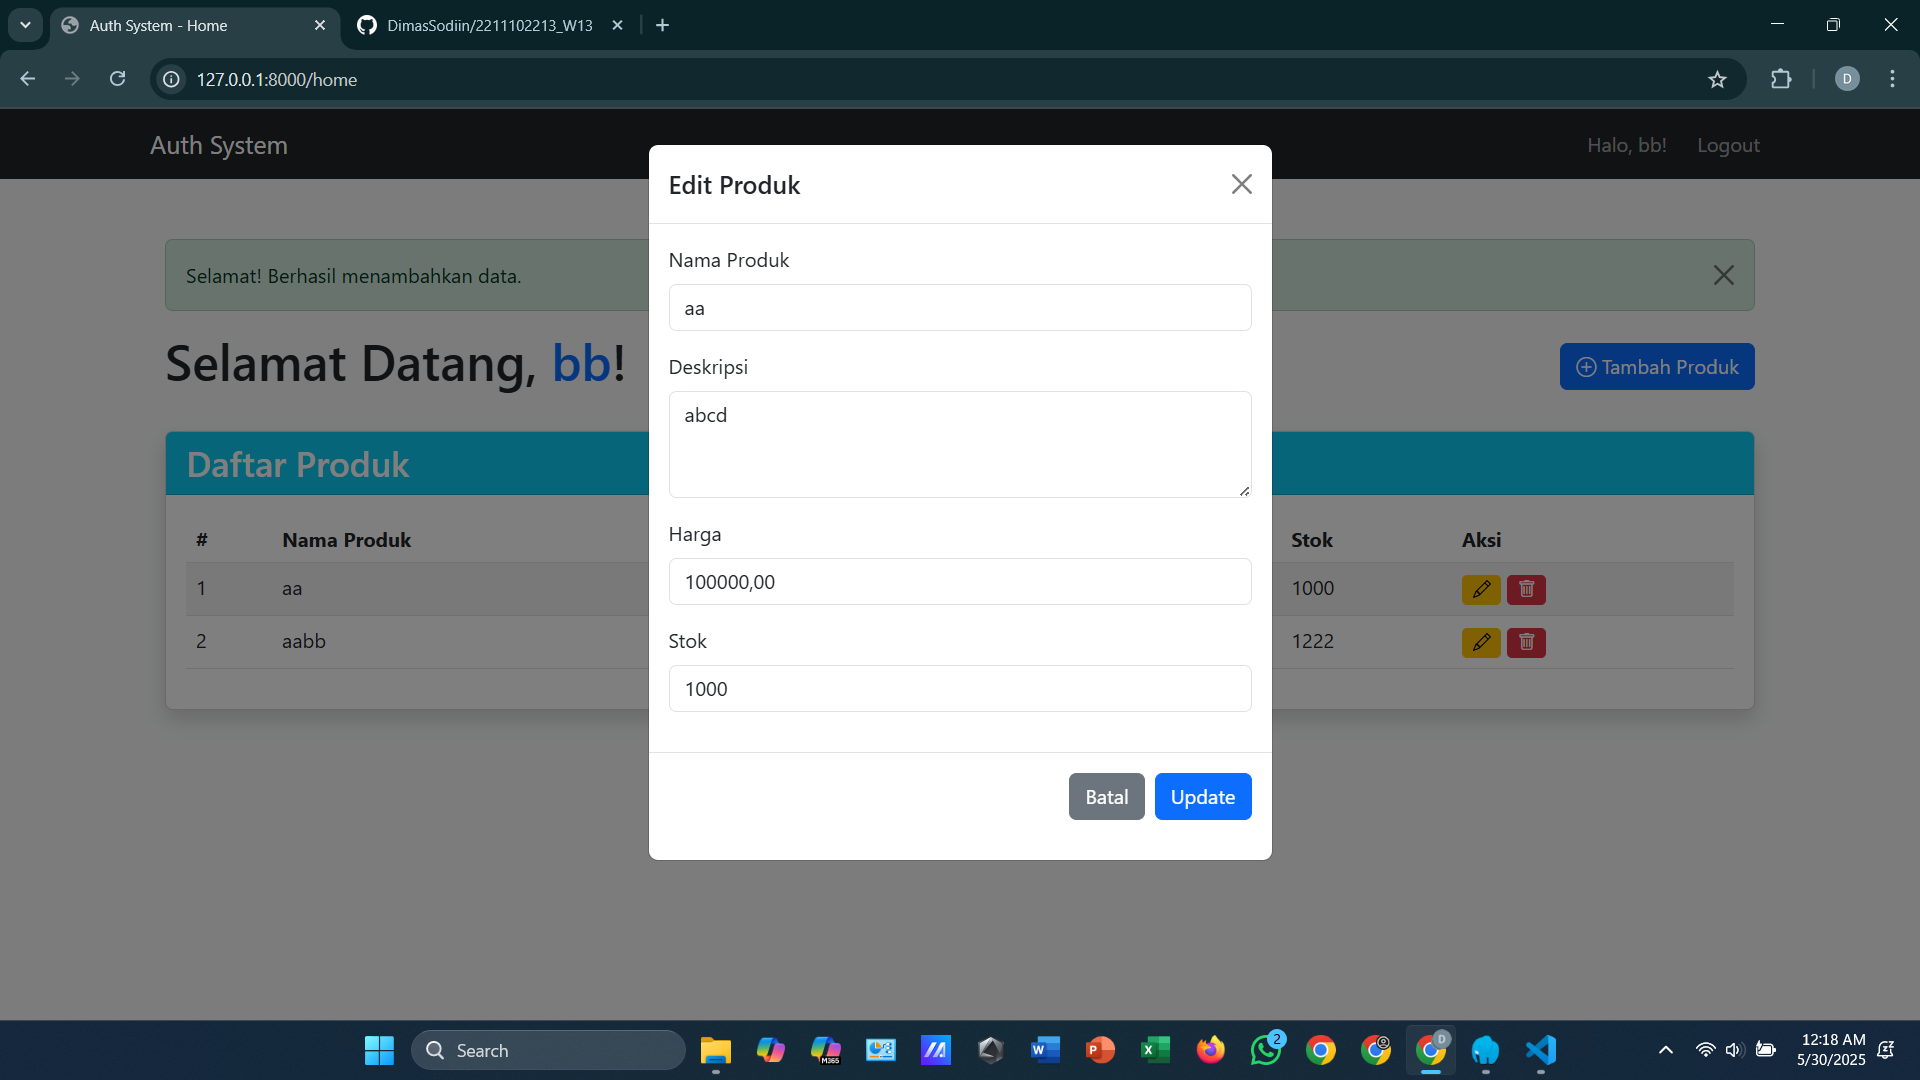 Auth System - Home
DimasSodiin/2211102213_W13
127.0.0.1:8000/home
D
Auth System
Halo, bb!
Logout
Selamat! Berhasil menambahkan data.
Selamat Datang, bb!
Tambah Produk
Daftar Produk
# Nama Produk Stok Aksi
1 aa 1000
2 aabb 1222
Edit Produk
Nama Produk
aa
Deskripsi
abcd
Harga
100000,00
Stok
1000
Batal
Update
Search
M365
W
P
X
2
D
12:18 AM
5/30/2025